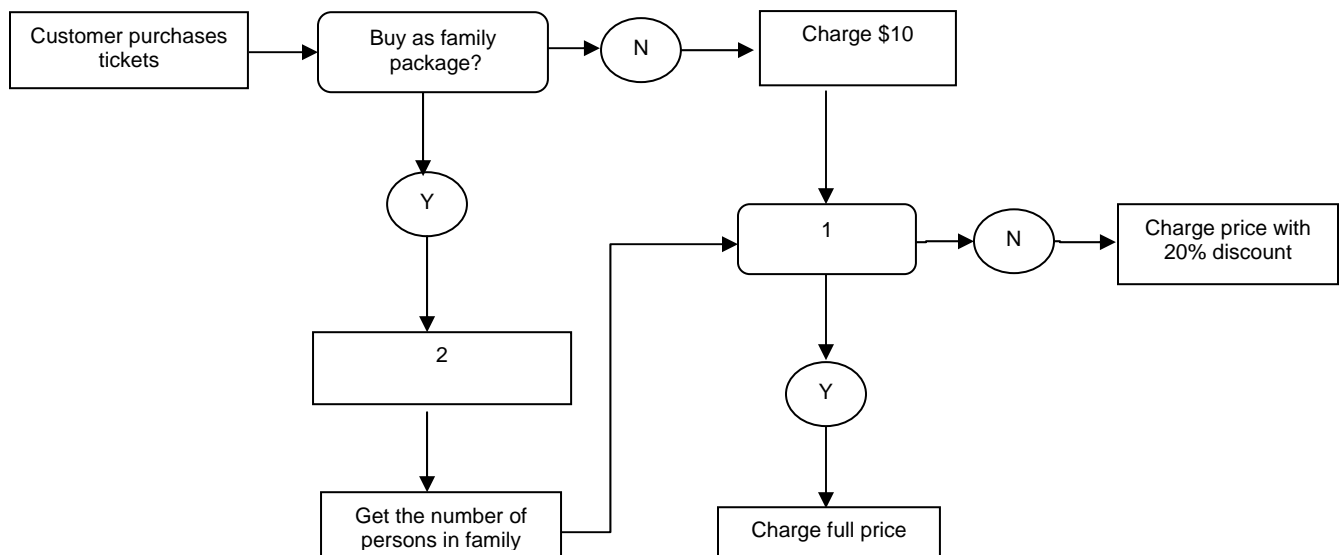 Customer purchases
tickets
Buy as family
package?
N
Charge $10
Y
1
N
Charge price with
20% discount
2
Y
Get the number of
persons in family
Charge full price